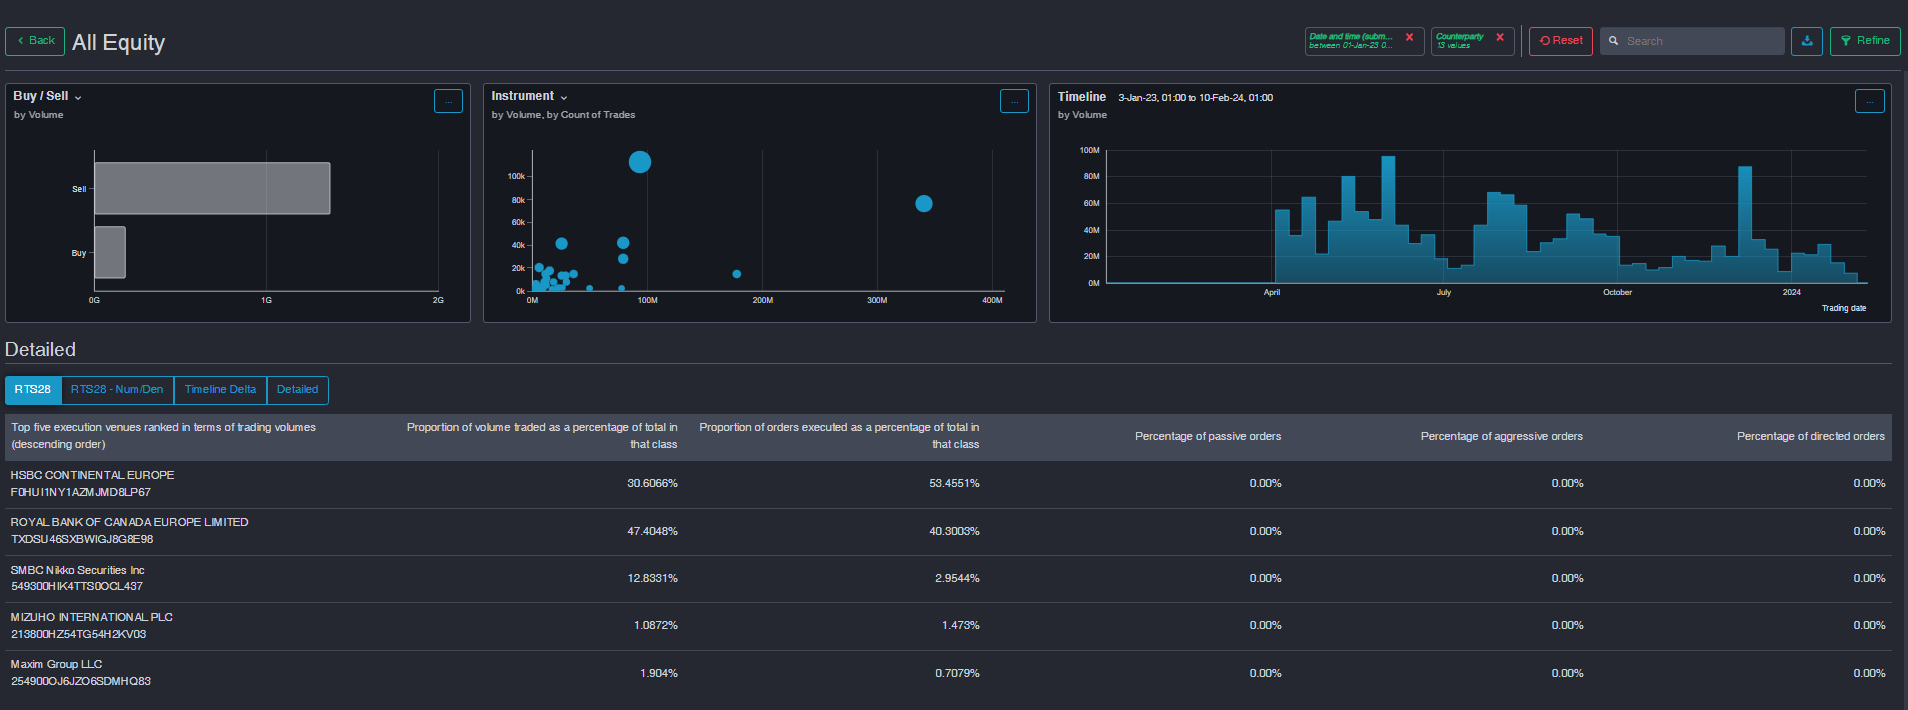 Back
All Equity
Date and time (subm...
between 01-Jan-23 0...
Counterparty
13 values
Reset
Search
Refine
Buy / Sell
...
by Volume
Sell
Buy
0G
1G
2G
Instrument
...
by Volume, by Count of Trades
100k
80k
60k
40k
20k
0k
0M
100M
200M
300M
400M
Timeline 3-Jan-23, 01:00 to 10-Feb-24, 01:00
...
by Volume
100M
80M
60M
40M
20M
0M
April
July
October
2024
Trading date
Detailed
RTS28
RTS28 - Num/Den
Timeline Delta
Detailed
Top five execution venues ranked in terms of trading volumes
(descending order)
Proportion of volume traded as a percentage of total in
that class
Proportion of orders executed as a percentage of total in
that class
Percentage of passive orders
Percentage of aggressive orders
Percentage of directed orders
HSBC CONTINENTAL EUROPE
F0HUI1NY1AZMJMD8LP67
30.6066%
53.4551%
0.00%
0.00%
0.00%
ROYAL BANK OF CANADA EUROPE LIMITED
TXDSU46SXBWIGJ8G8E98
47.4048%
40.3003%
0.00%
0.00%
0.00%
SMBC Nikko Securities Inc
549300HIK4TTS0OCL437
12.8331%
2.9544%
0.00%
0.00%
0.00%
MIZUHO INTERNATIONAL PLC
213800HZ54TG54H2KV03
1.0872%
1.473%
0.00%
0.00%
0.00%
Maxim Group LLC
254900OJ6JZO6SDMHQ83
1.904%
0.7079%
0.00%
0.00%
0.00%